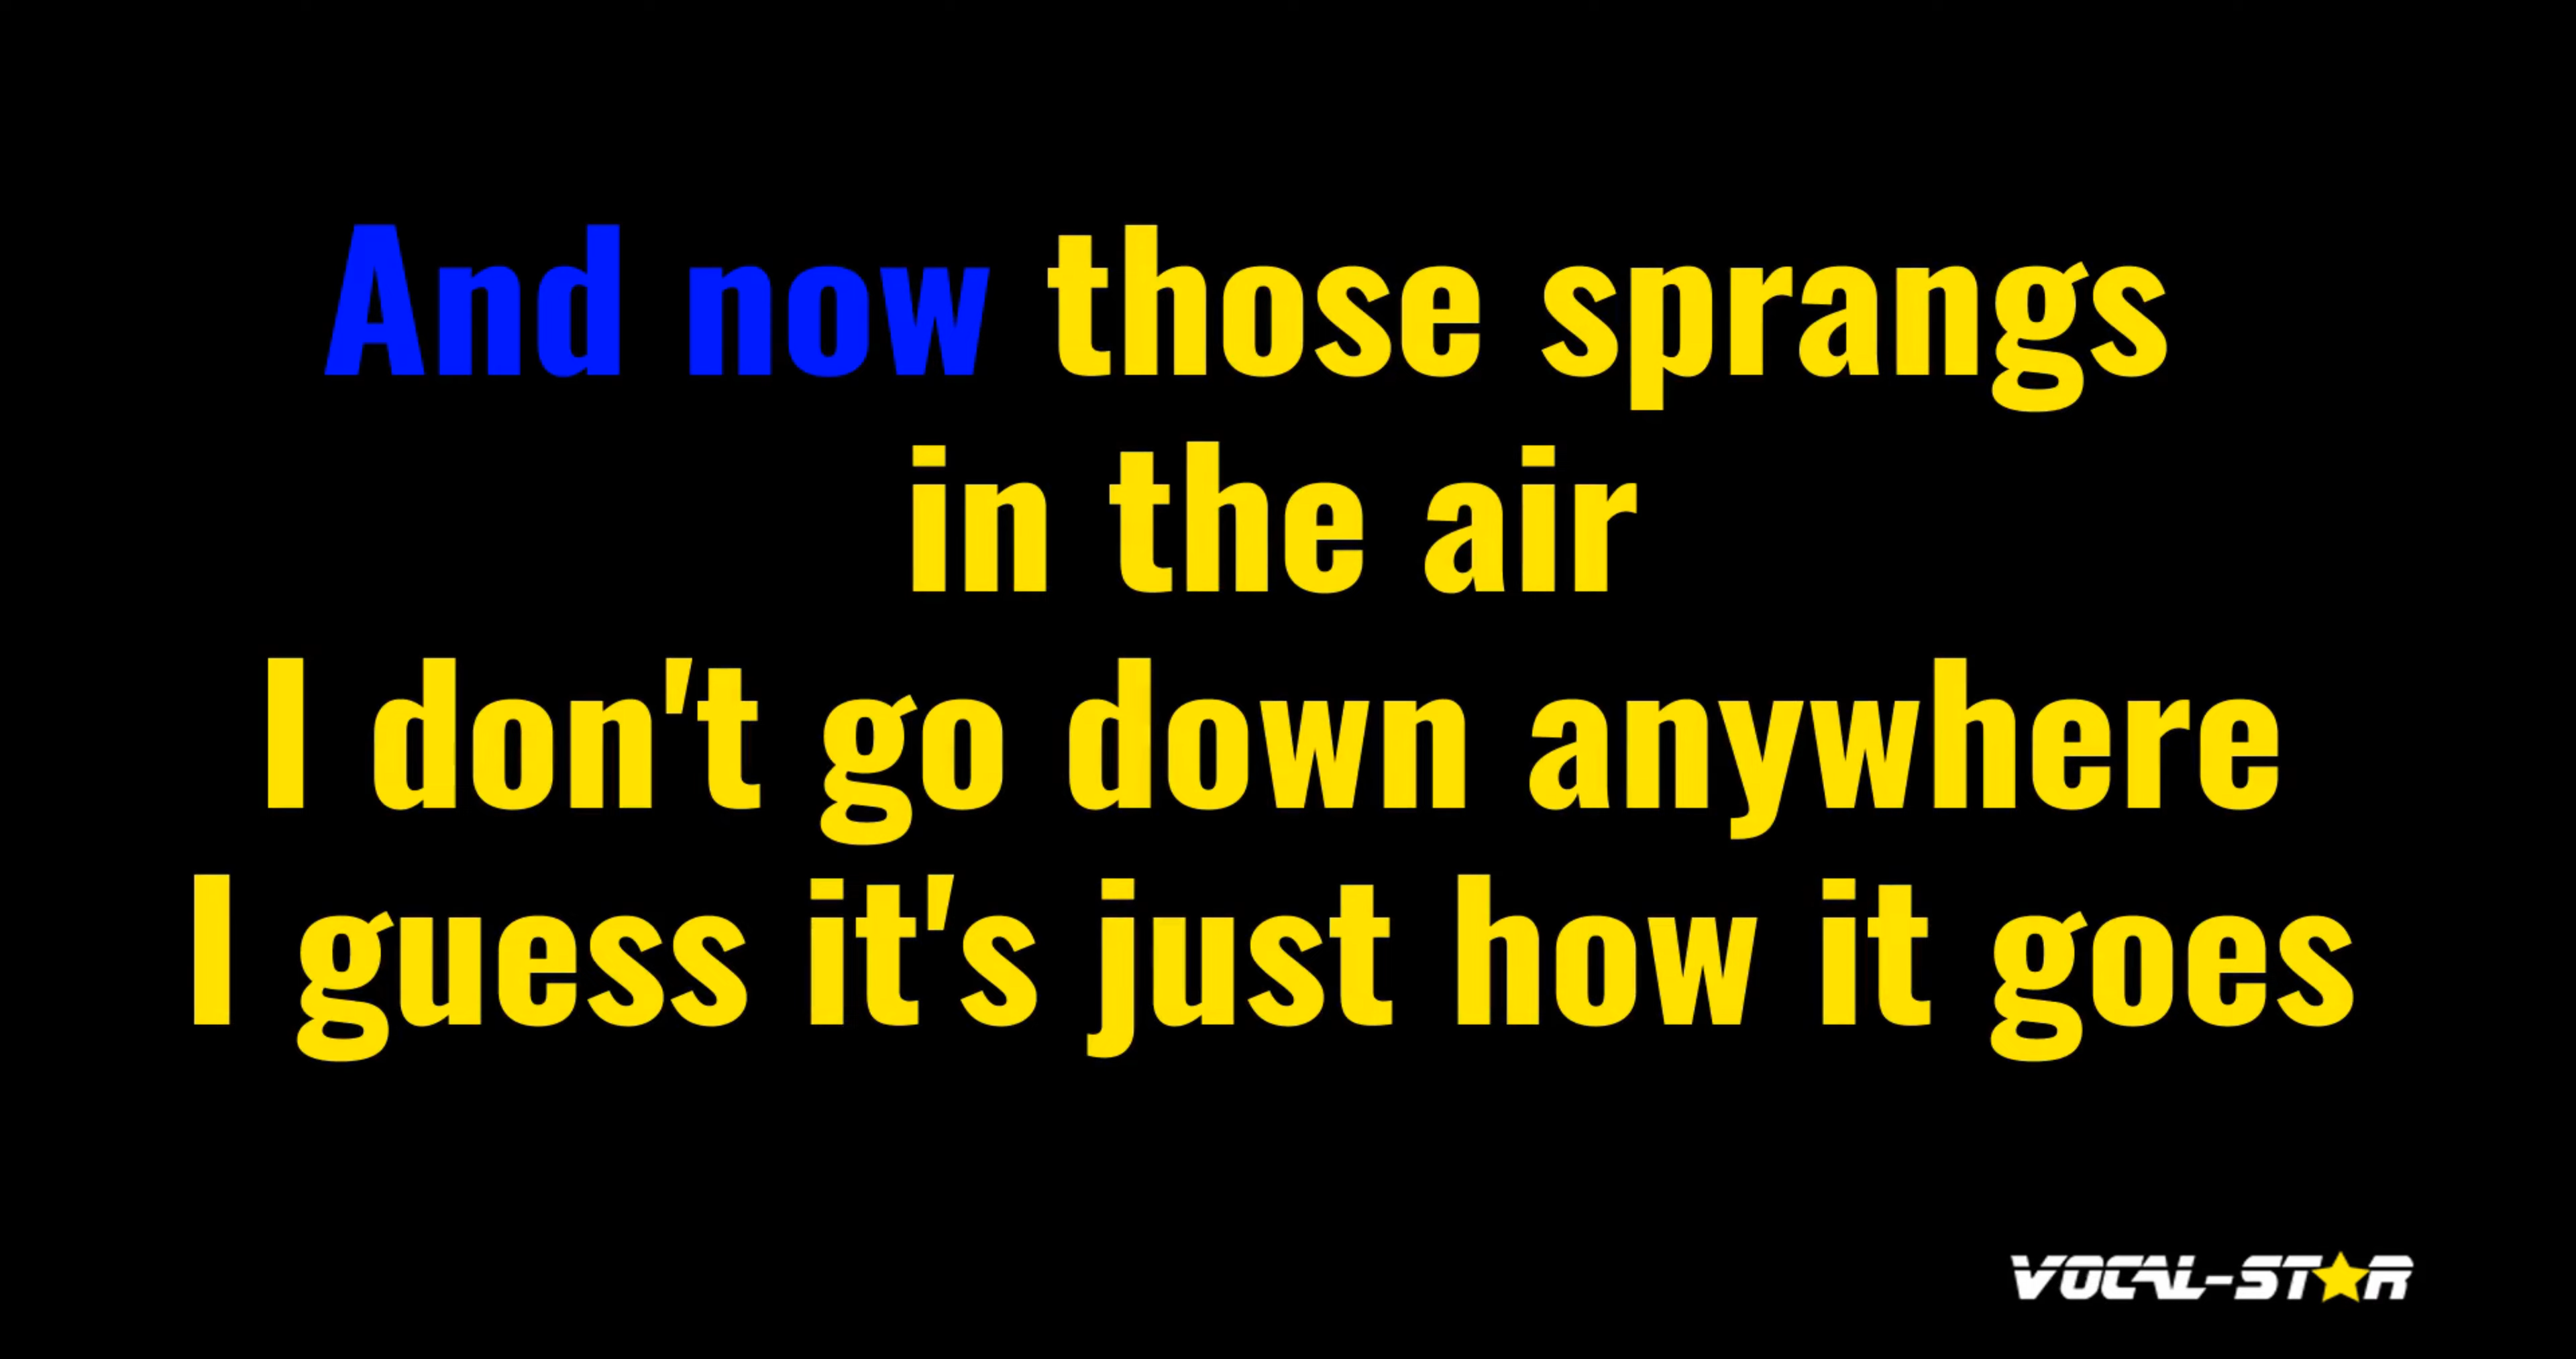 And now those sprangs
in the air
I don't go down anywhere
I guess it's just how it goes
VOCAL-STAR